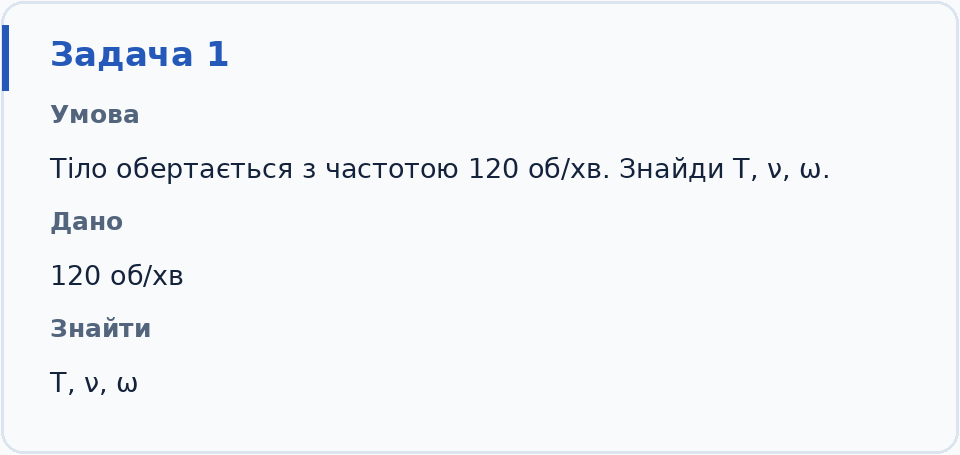 Задача 1
Умова
Тіло обертається з частотою 120 об/хв. Знайди T, ν, ω.
Дано
120 об/хв
Знайти
T, ν, ω